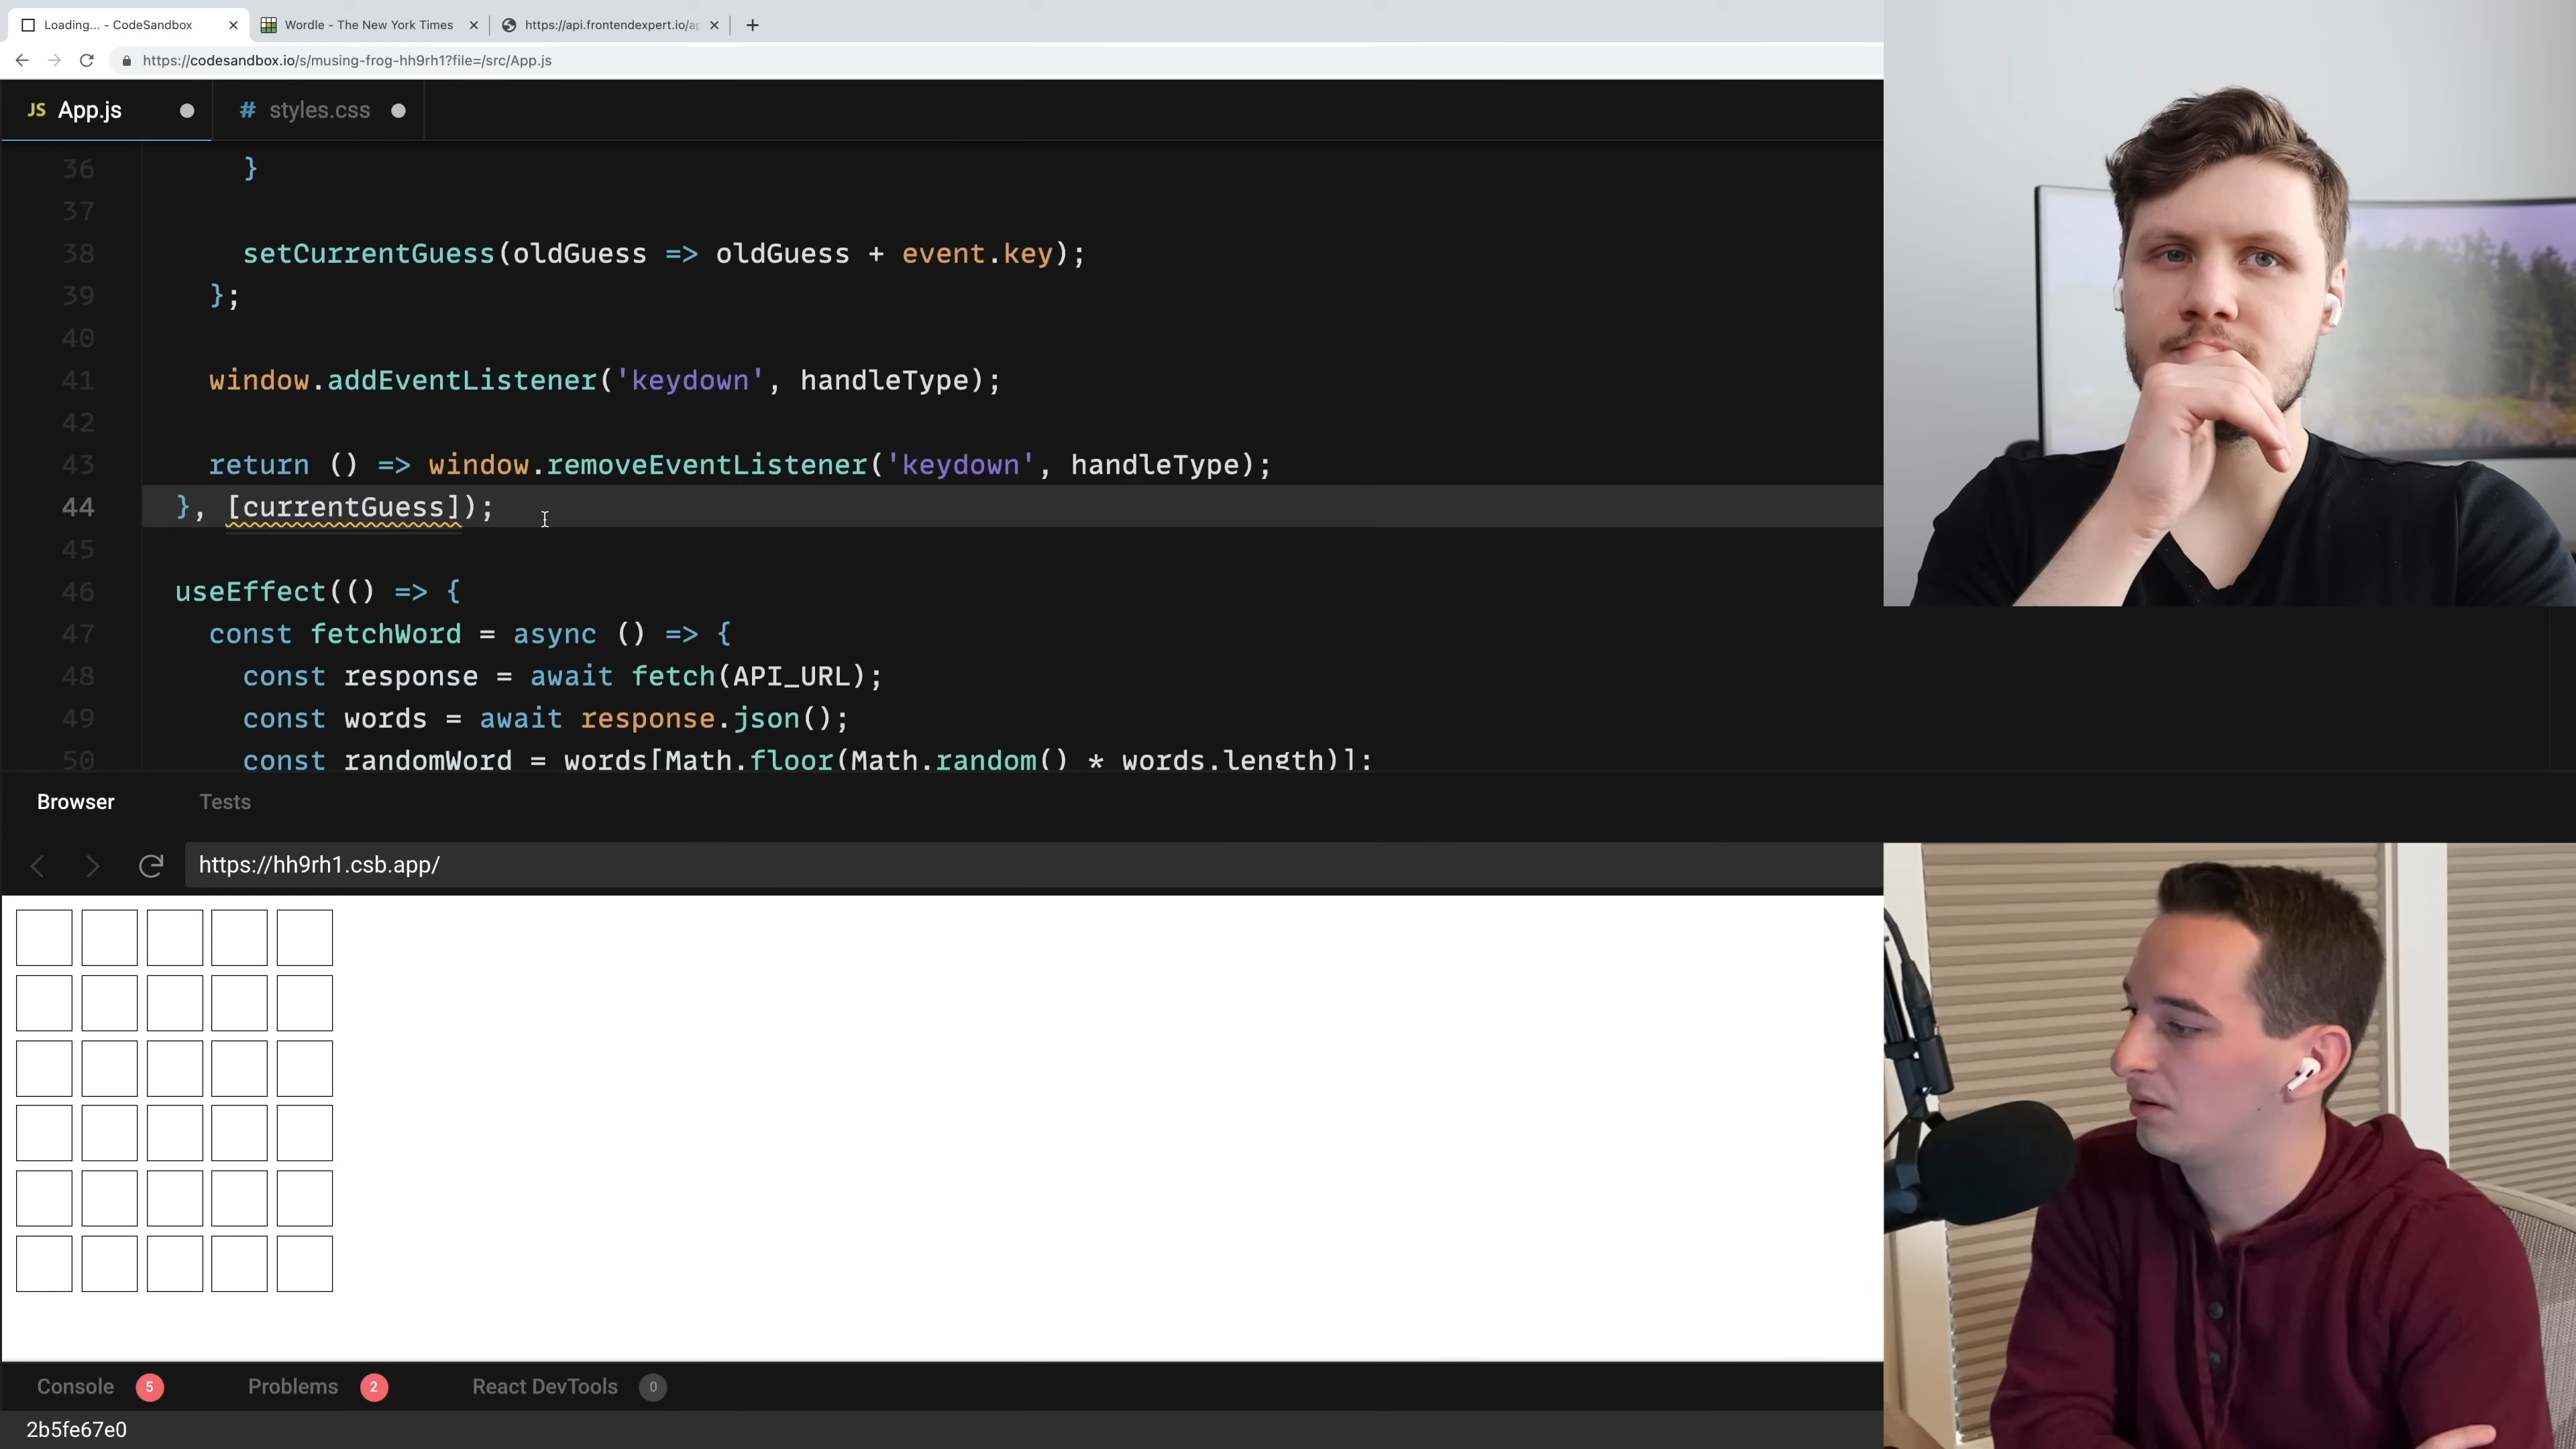 Loading... - CodeSandbox
Wordle - The New York Times
https://api.frontendexpert.io/ap
https://codesandbox.io/s/musing-frog-hh9rh1?file=/src/App.js
JS App.js
# styles.css
36 }
37
38 setCurrentGuess(oldGuess => oldGuess + event.key);
39 };
40
41 window.addEventListener('keydown', handleType);
42
43 return () => window.removeEventListener('keydown', handleType);
44 }, [currentGuess]);
45
46 useEffect(() => {
47 const fetchWord = async () => {
48 const response = await fetch(API_URL);
49 const words = await response.json();
50 const randomWord = words[Math.floor(Math.random() * words.length)];
Browser Tests
https://hh9rh1.csb.app/
Console 5 Problems 2 React DevTools 0
2b5fe67e0